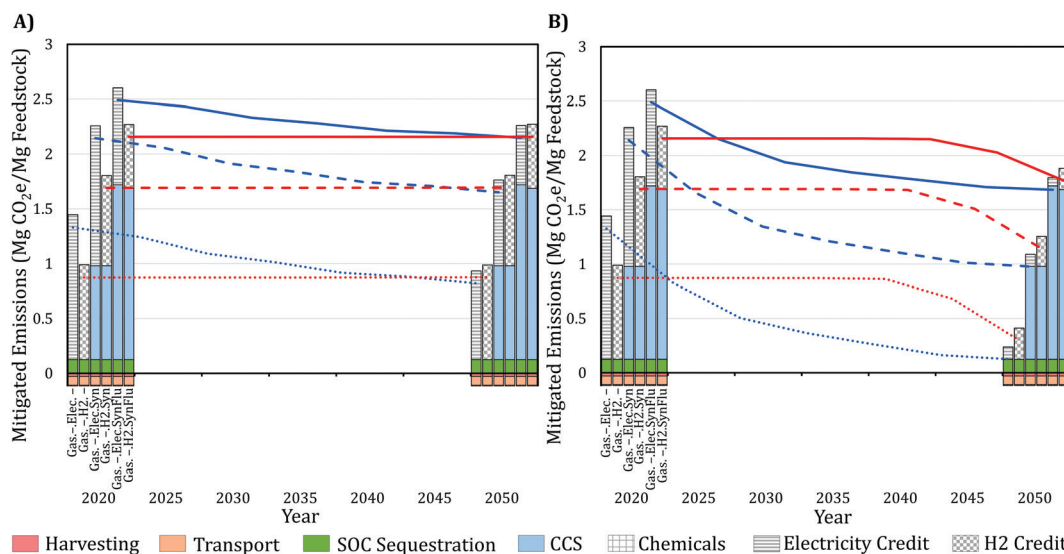 A)
B)
Mitigated Emissions (Mg CO2e/Mg Feedstock)
3
2.5
2
1.5
1
0.5
0
Gas.−.Elec. −
Gas. −.H2. −
Gas. −.Elec.Syn
Gas. −.H2.Syn
Gas. −.Elec.SynFlu
Gas. −.H2.SynFlu
2020 2025 2030 2035 2040 2045 2050
Year
Mitigated Emissions (Mg CO2e/Mg Feedstock)
3
2.5
2
1.5
1
0.5
0
Gas.−.Elec. −
Gas. −.H2. −
Gas. −.Elec.Syn
Gas. −.H2.Syn
Gas. −.Elec.SynFlu
Gas. −.H2.SynFlu
2020 2025 2030 2035 2040 2045 2050
Year
Harvesting Transport SOC Sequestration CCS Chemicals Electricity Credit H2 Credit